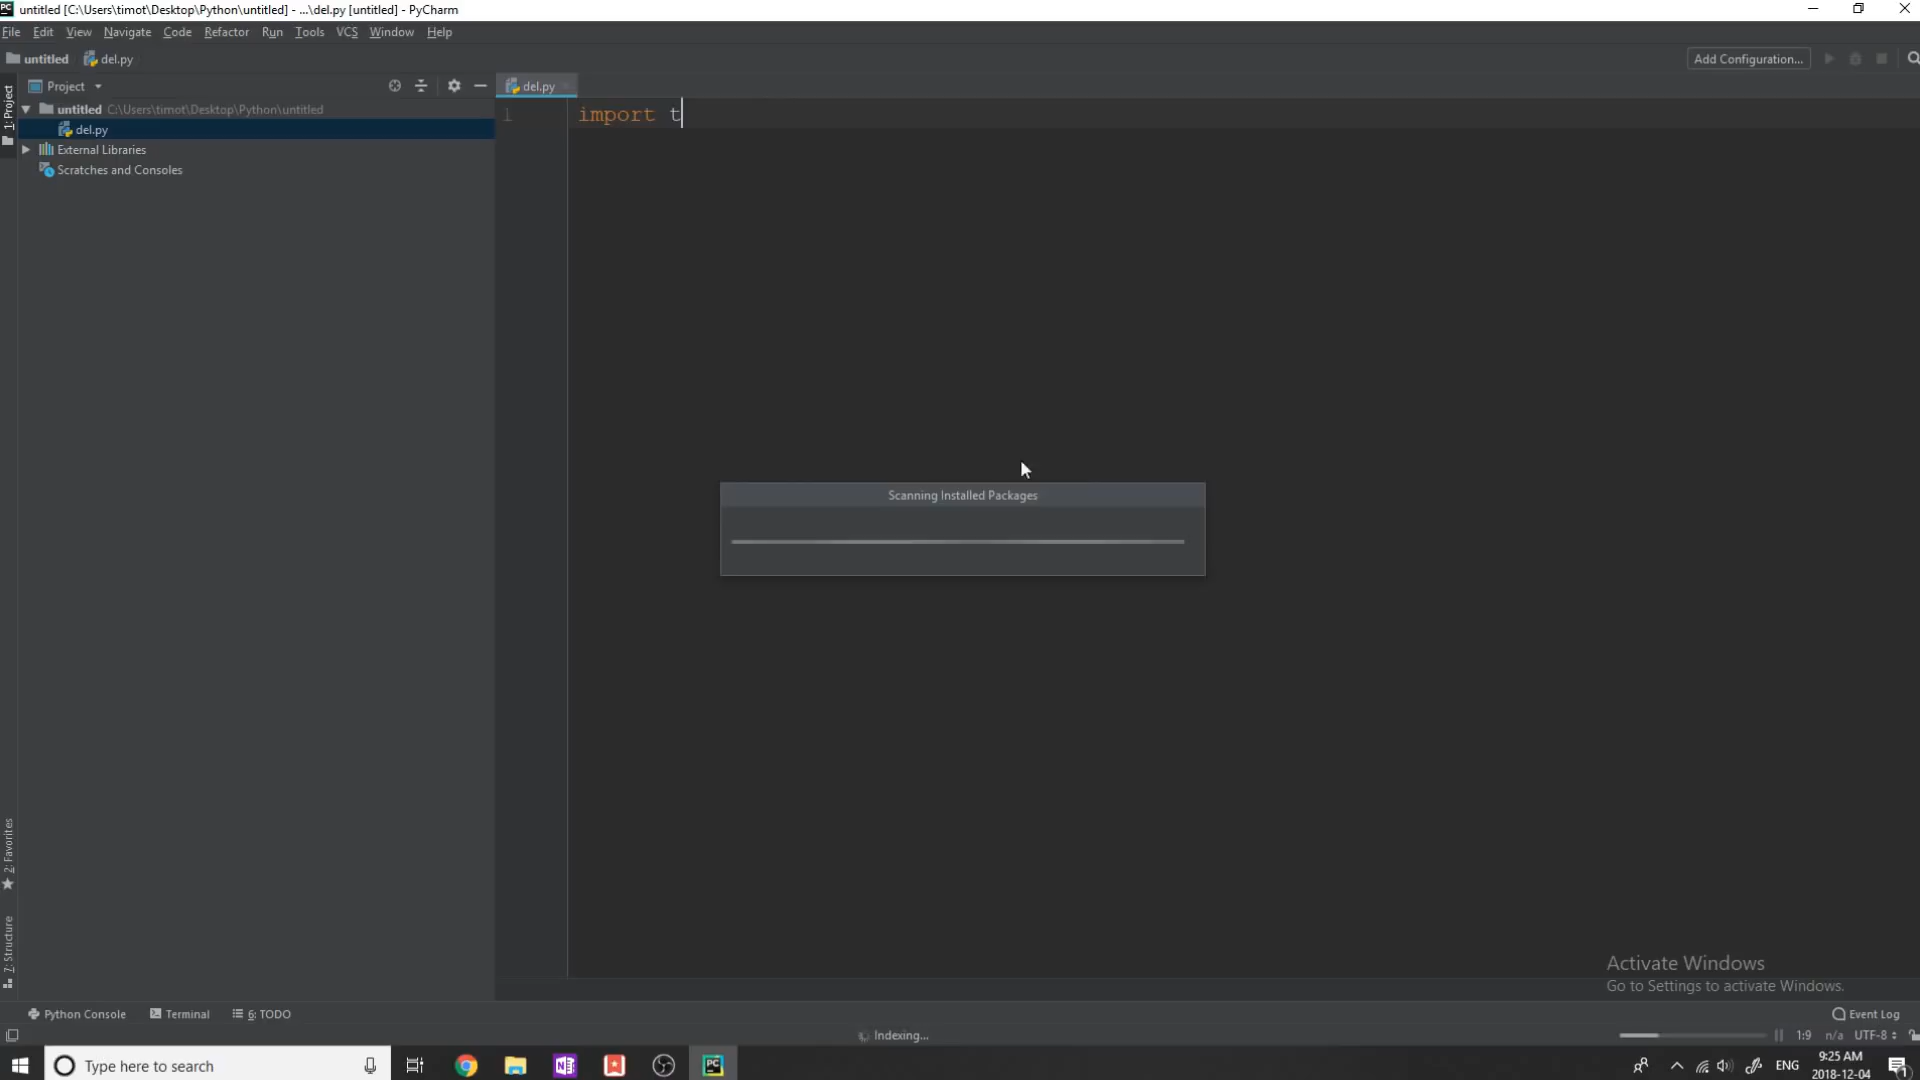 PC untitled [C:\Users\timot\Desktop\Python\untitled] - ...\del.py [untitled] - PyCharm
File Edit View Navigate Code Refactor Run Tools VCS Window Help
untitled del.py Add Configuration...
1: Project
Project del.py
untitled C:\Users\timot\Desktop\Python\untitled
del.py
External Libraries
Scratches and Consoles
1 import t
Scanning Installed Packages
2: Favorites
7: Structure
Activate Windows
Go to Settings to activate Windows.
Python Console Terminal 6: TODO Event Log
Indexing... 1:9 n/a UTF-8
Type here to search N PC ENG 9:25 AM
2018-12-04 1